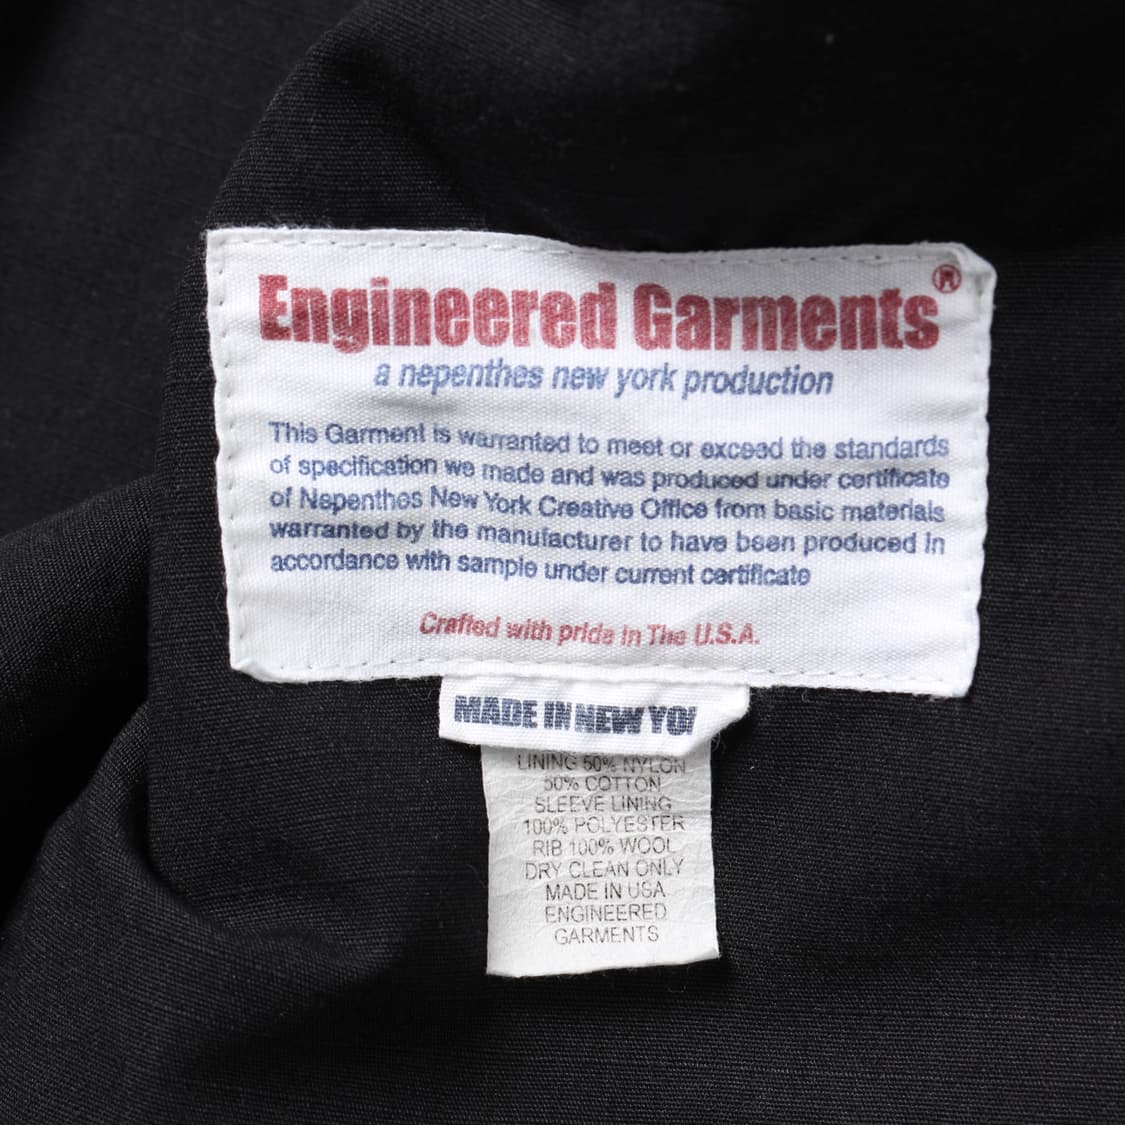 Engineered Garments®
a nepenthes new york production
This Garment is warranted to meet or exceed the standards
of specification we made and was produced under certificate
of Nepenthes New York Creative Office from basic materials
warranted by the manufacturer to have been produced in
accordance with sample under current certificate
Crafted with pride in The U.S.A.
MADE IN NEW YO
LINING 50% NYLON
50% COTTON
SLEEVE LINING
100% POLYESTER
RIB 100% WOOL
DRY CLEAN ONLY
MADE IN USA
ENGINEERED
GARMENTS